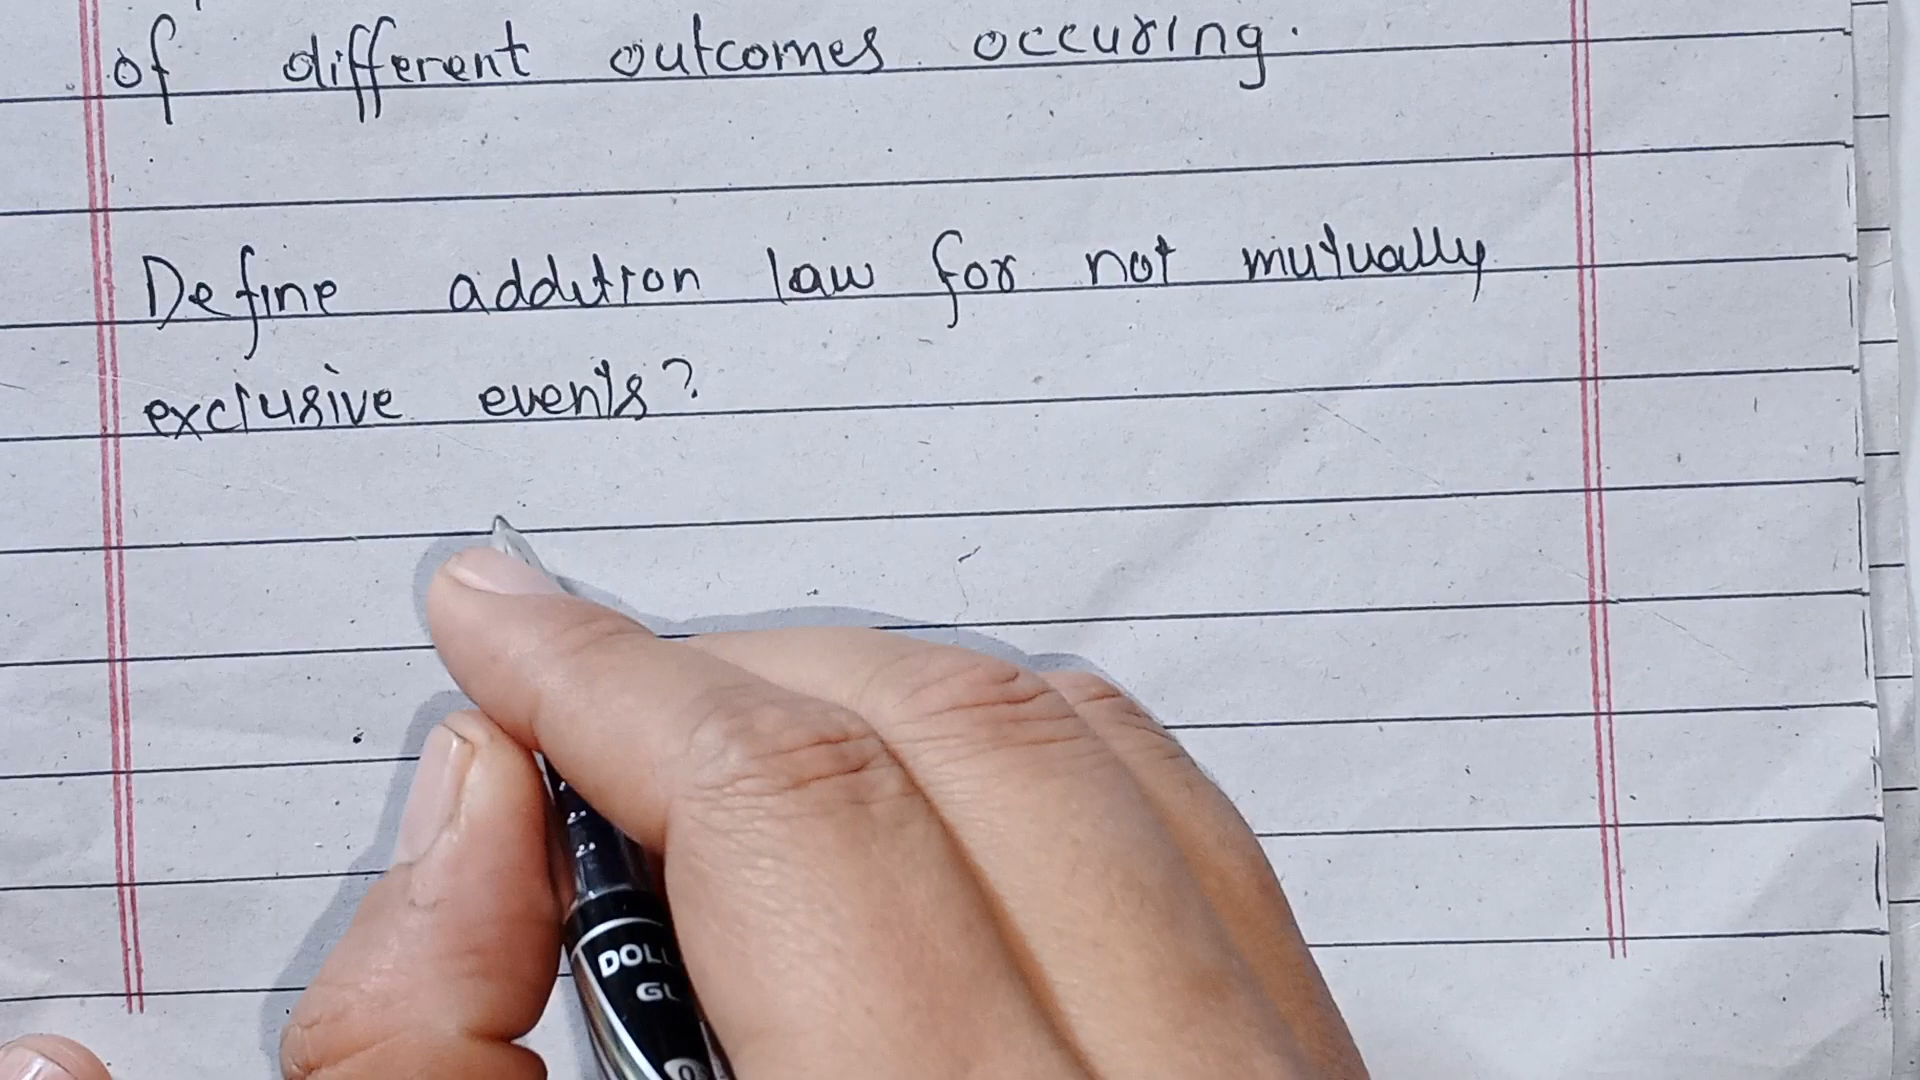 of different outcomes occuring.
Define addition law for not mutually
exclusive events?
DOLL
GL